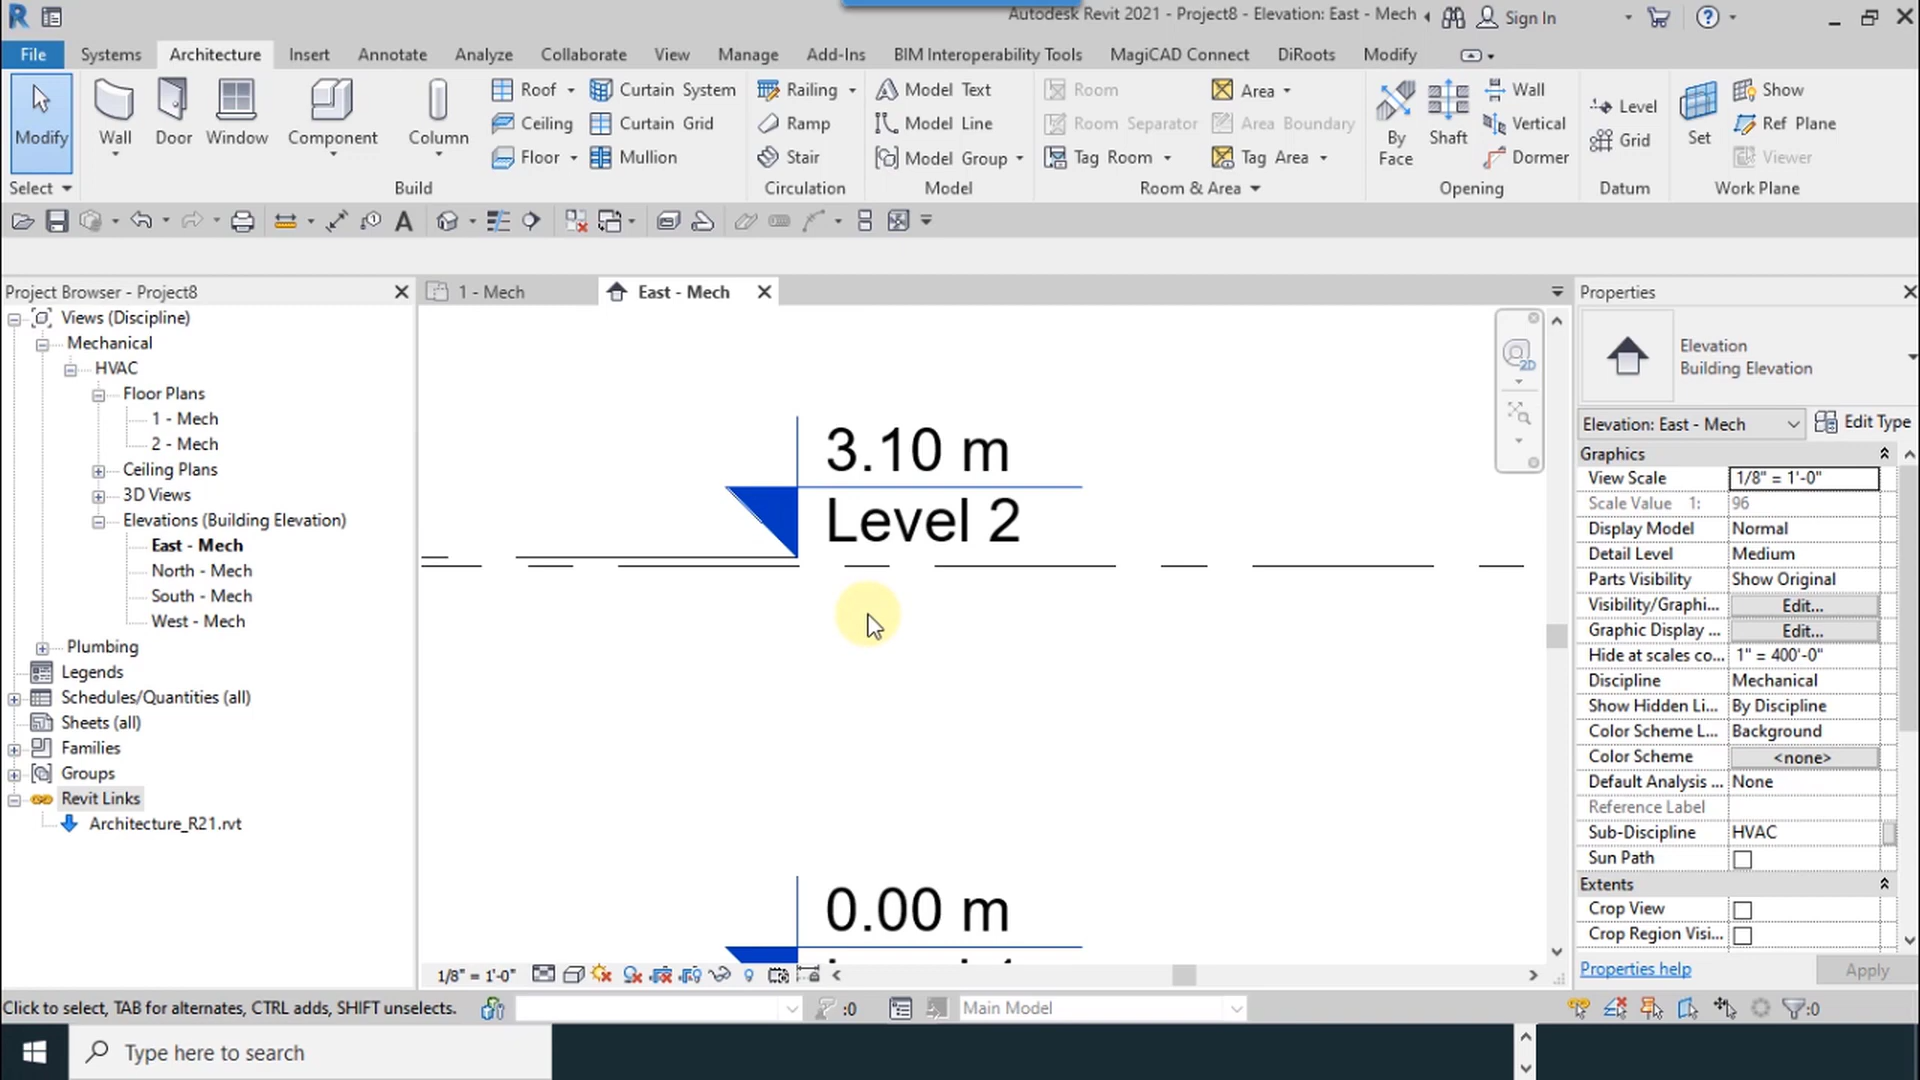 Autodesk Revit 2021 - Project8 - Elevation: East - Mech
Sign In
File Systems Architecture Insert Annotate Analyze Collaborate View Manage Add-Ins BIM Interoperability Tools MagiCAD Connect DiRoots Modify
Modify
Wall
Door
Window
Component
Column
Roof
Ceiling
Floor
Curtain System
Curtain Grid
Mullion
Railing
Ramp
Stair
Model Text
Model Line
Model Group
Room
Room Separator
Tag Room
Area
Area Boundary
Tag Area
By
Face
Shaft
Wall
Vertical
Dormer
Level
Grid
Set
Show
Ref Plane
Viewer
Select
Build
Circulation
Model
Room & Area
Opening
Datum
Work Plane
Project Browser - Project8
Views (Discipline)
Mechanical
HVAC
Floor Plans
1 - Mech
2 - Mech
Ceiling Plans
3D Views
Elevations (Building Elevation)
East - Mech
North - Mech
South - Mech
West - Mech
Plumbing
Legends
Schedules/Quantities (all)
Sheets (all)
Families
Groups
Revit Links
Architecture_R21.rvt
1 - Mech
East - Mech
2D
3.10 m
Level 2
0.00 m
1/8" = 1'-0"
Properties
Elevation
Building Elevation
Elevation: East - Mech
Edit Type
Graphics
View Scale 1/8" = 1'-0"
Scale Value 1: 96
Display Model Normal
Detail Level Medium
Parts Visibility Show Original
Visibility/Graphi... Edit...
Graphic Display ... Edit...
Hide at scales co... 1" = 400'-0"
Discipline Mechanical
Show Hidden Li... By Discipline
Color Scheme L... Background
Color Scheme <none>
Default Analysis ... None
Reference Label
Sub-Discipline HVAC
Sun Path
Extents
Crop View
Crop Region Visi...
Properties help
Apply
Click to select, TAB for alternates, CTRL adds, SHIFT unselects.
:0
Main Model
:0
Type here to search